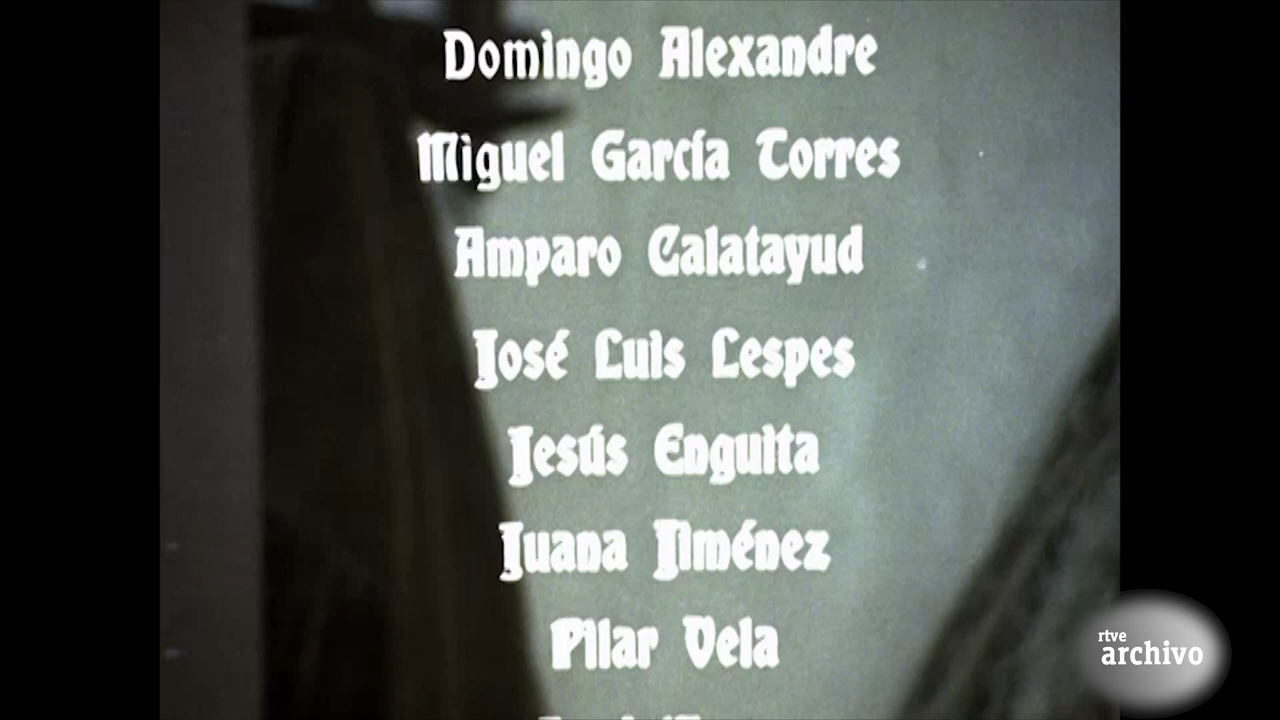 Domingo Alexandre
Miguel García Torres
Amparo Calatayud
José Luis Lespes
Jesús Enguita
Juana Jiménez
Pilar Vela
rtve
archivo